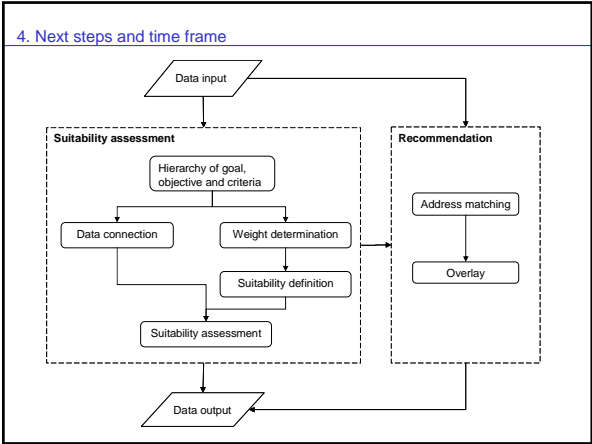 4. Next steps and time frame
Data input
Suitability assessment
Recommendation
Hierarchy of goal,
objective and criteria
Address matching
Data connection
Weight determination
Overlay
Suitability definition
Suitability assessment
Data output